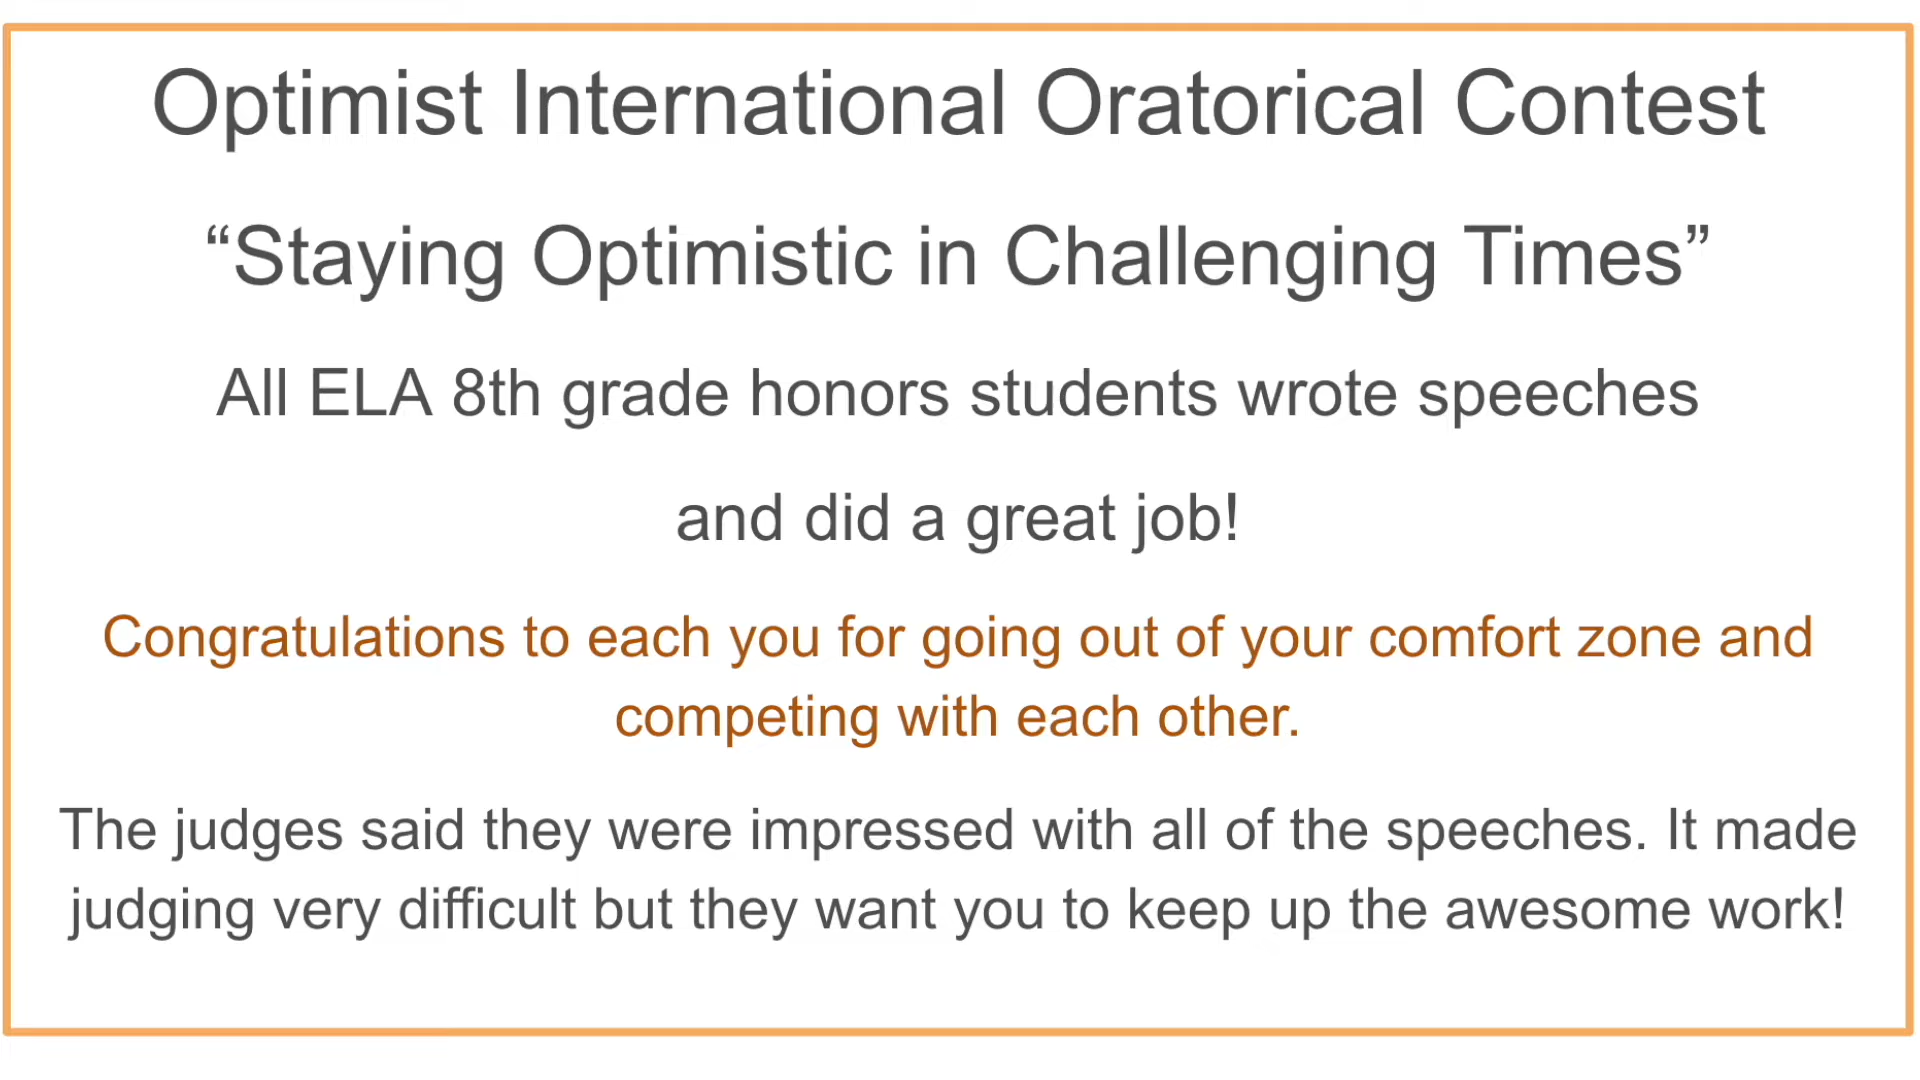 Optimist International Oratorical Contest
“Staying Optimistic in Challenging Times”
All ELA 8th grade honors students wrote speeches
and did a great job!
Congratulations to each you for going out of your comfort zone and
competing with each other.
The judges said they were impressed with all of the speeches. It made
judging very difficult but they want you to keep up the awesome work!